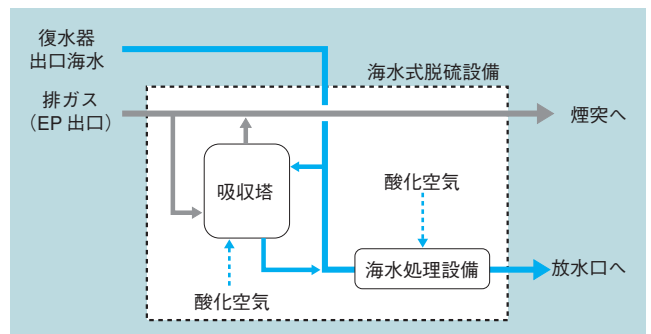 復水器
出口海水
海水式脱硫設備
排ガス
（EP 出口）
煙突へ
吸収塔
酸化空気
海水処理設備
放水口へ
酸化空気